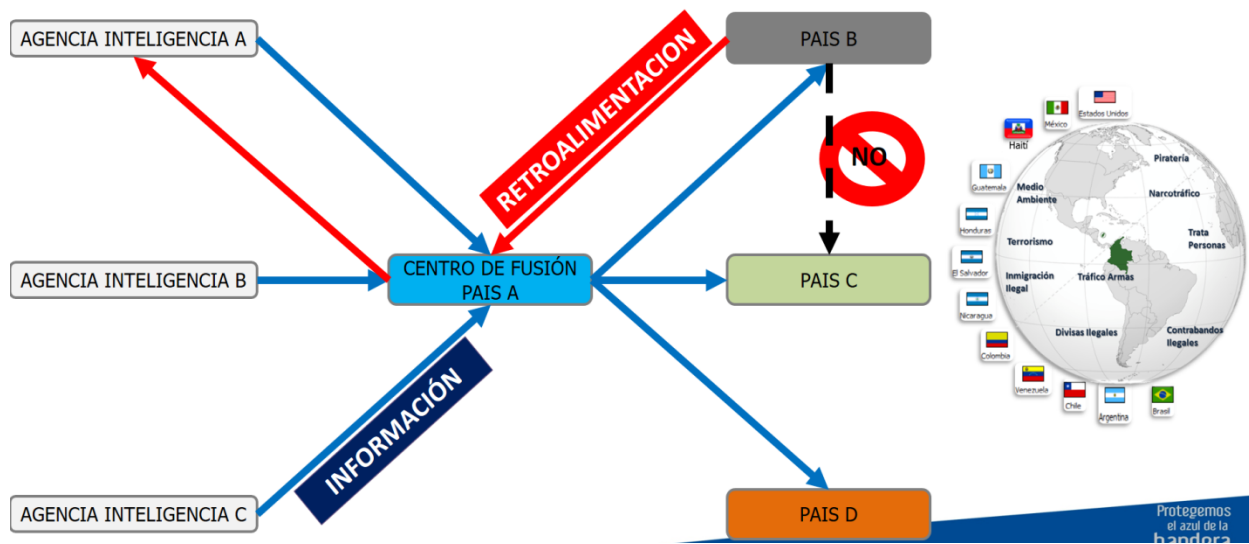 AGENCIA INTELIGENCIA A
AGENCIA INTELIGENCIA B
AGENCIA INTELIGENCIA C
INFORMACIÓN
CENTRO DE FUSIÓN
PAIS A
RETROALIMENTACION
PAIS B
NO
PAIS C
PAIS D
Estados Unidos
México
Haití
Guatemala
Honduras
El Salvador
Nicaragua
Colombia
Venezuela
Chile
Argentina
Brasil
Piratería
Medio
Ambiente
Narcotráfico
Terrorismo
Trata
Personas
Inmigración
Ilegal
Tráfico Armas
Divisas Ilegales
Contrabandos
Ilegales
Protegemos
el azul de la
bandera